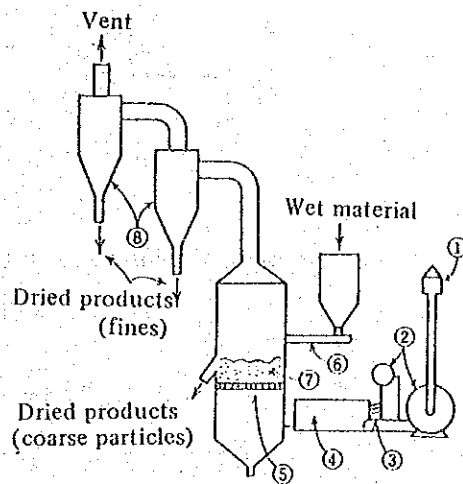 Vent
Wet material
①
⑧
②
Dried products
(fines)
⑥
⑦
Dried products
(coarse particles)
④
③
⑤